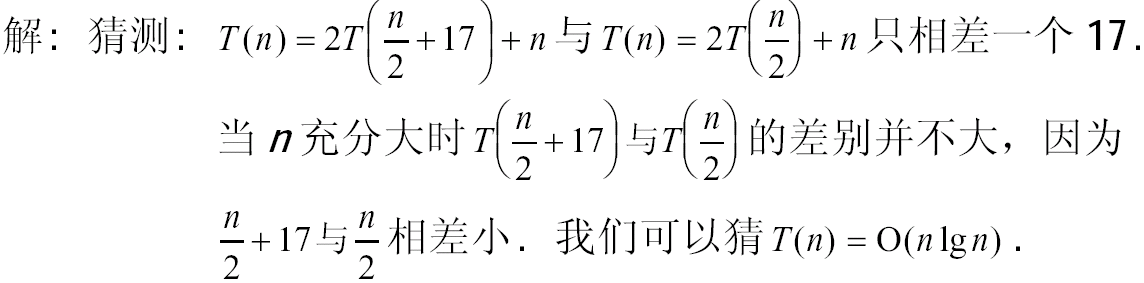 解：猜测：T(n) = 2T(n/2 + 17) + n 与 T(n) = 2T(n/2) + n 只相差一个 17．
当 n 充分大时 T(n/2 + 17) 与T(n/2) 的差别并不大，因为
n/2 + 17 与 n/2 相差小．我们可以猜 T(n) = O(n lg n)．